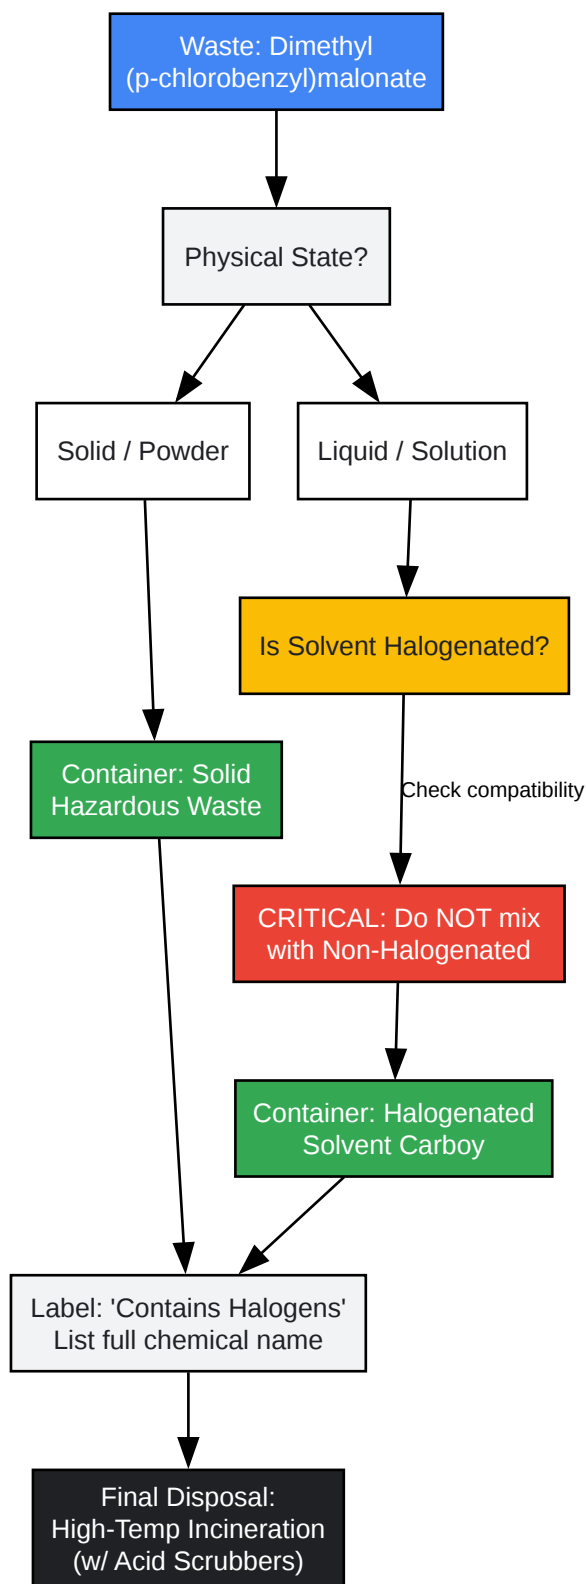 Waste: Dimethyl
(p-chlorobenzyl)malonate
Physical State?
Solid / Powder
Liquid / Solution
Is Solvent Halogenated?
Container: Solid
Hazardous Waste
Check compatibility
CRITICAL: Do NOT mix
with Non-Halogenated
Container: Halogenated
Solvent Carboy
Label: 'Contains Halogens'
List full chemical name
Final Disposal:
High-Temp Incineration
(w/ Acid Scrubbers)